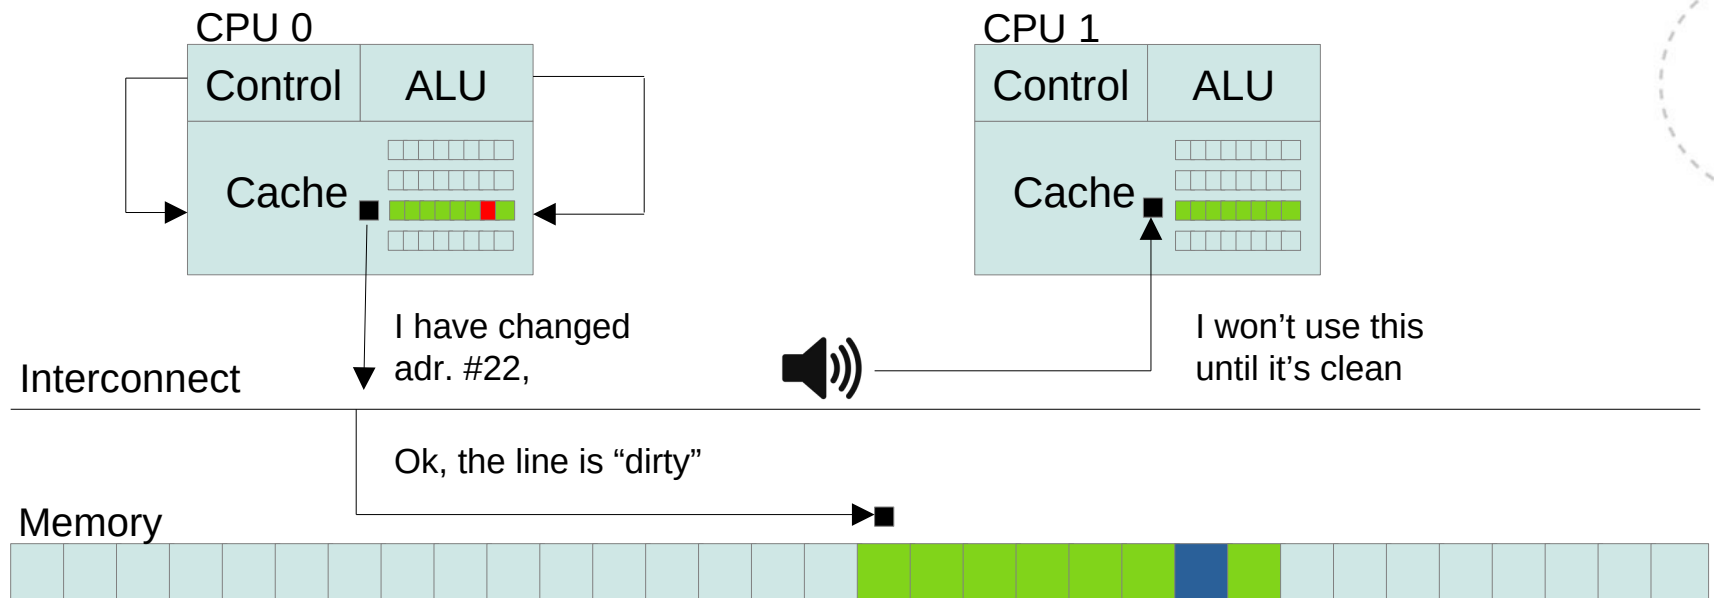 CPU 0
Control ALU
Cache
CPU 1
Control ALU
Cache
I have changed
adr. #22,
I won’t use this
until it’s clean
Interconnect
Ok, the line is “dirty”
Memory